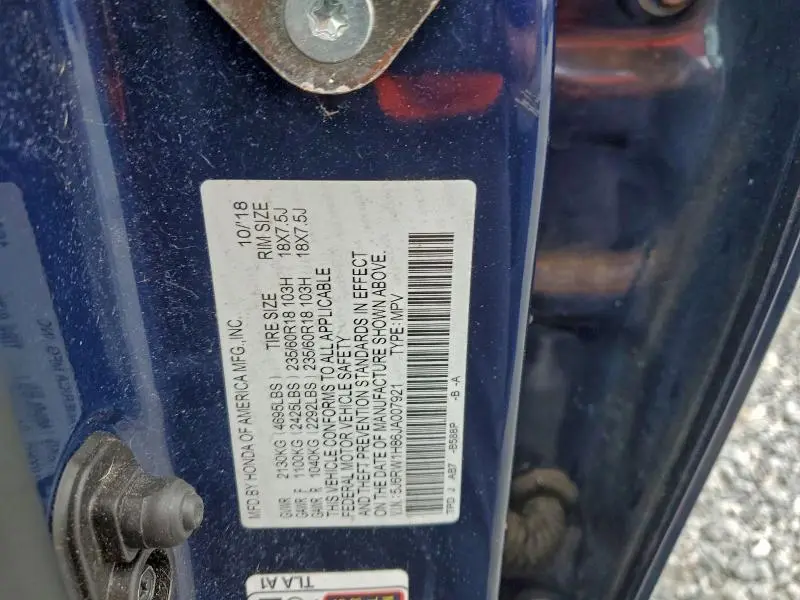 MFD BY HONDA OF AMERICA MFG., INC. 10/'18
TIRE SIZE RIM SIZE
GVWR 2130KG ( 4695LBS )
GAWR F 1100KG ( 2425LBS ) 235/60R18 103H 18X7.5J
GAWR R 1040KG ( 2292LBS ) 235/60R18 103H 18X7.5J
THIS VEHICLE CONFORMS TO ALL APPLICABLE
FEDERAL MOTOR VEHICLE SAFETY
AND THEFT PREVENTION STANDARDS IN EFFECT
ON THE DATE OF MANUFACTURE SHOWN ABOVE.
V.I.N.: 5J6RW1H86JA007921 TYPE: MPV
TPD J A87 -B588P -B -A
TLA A1